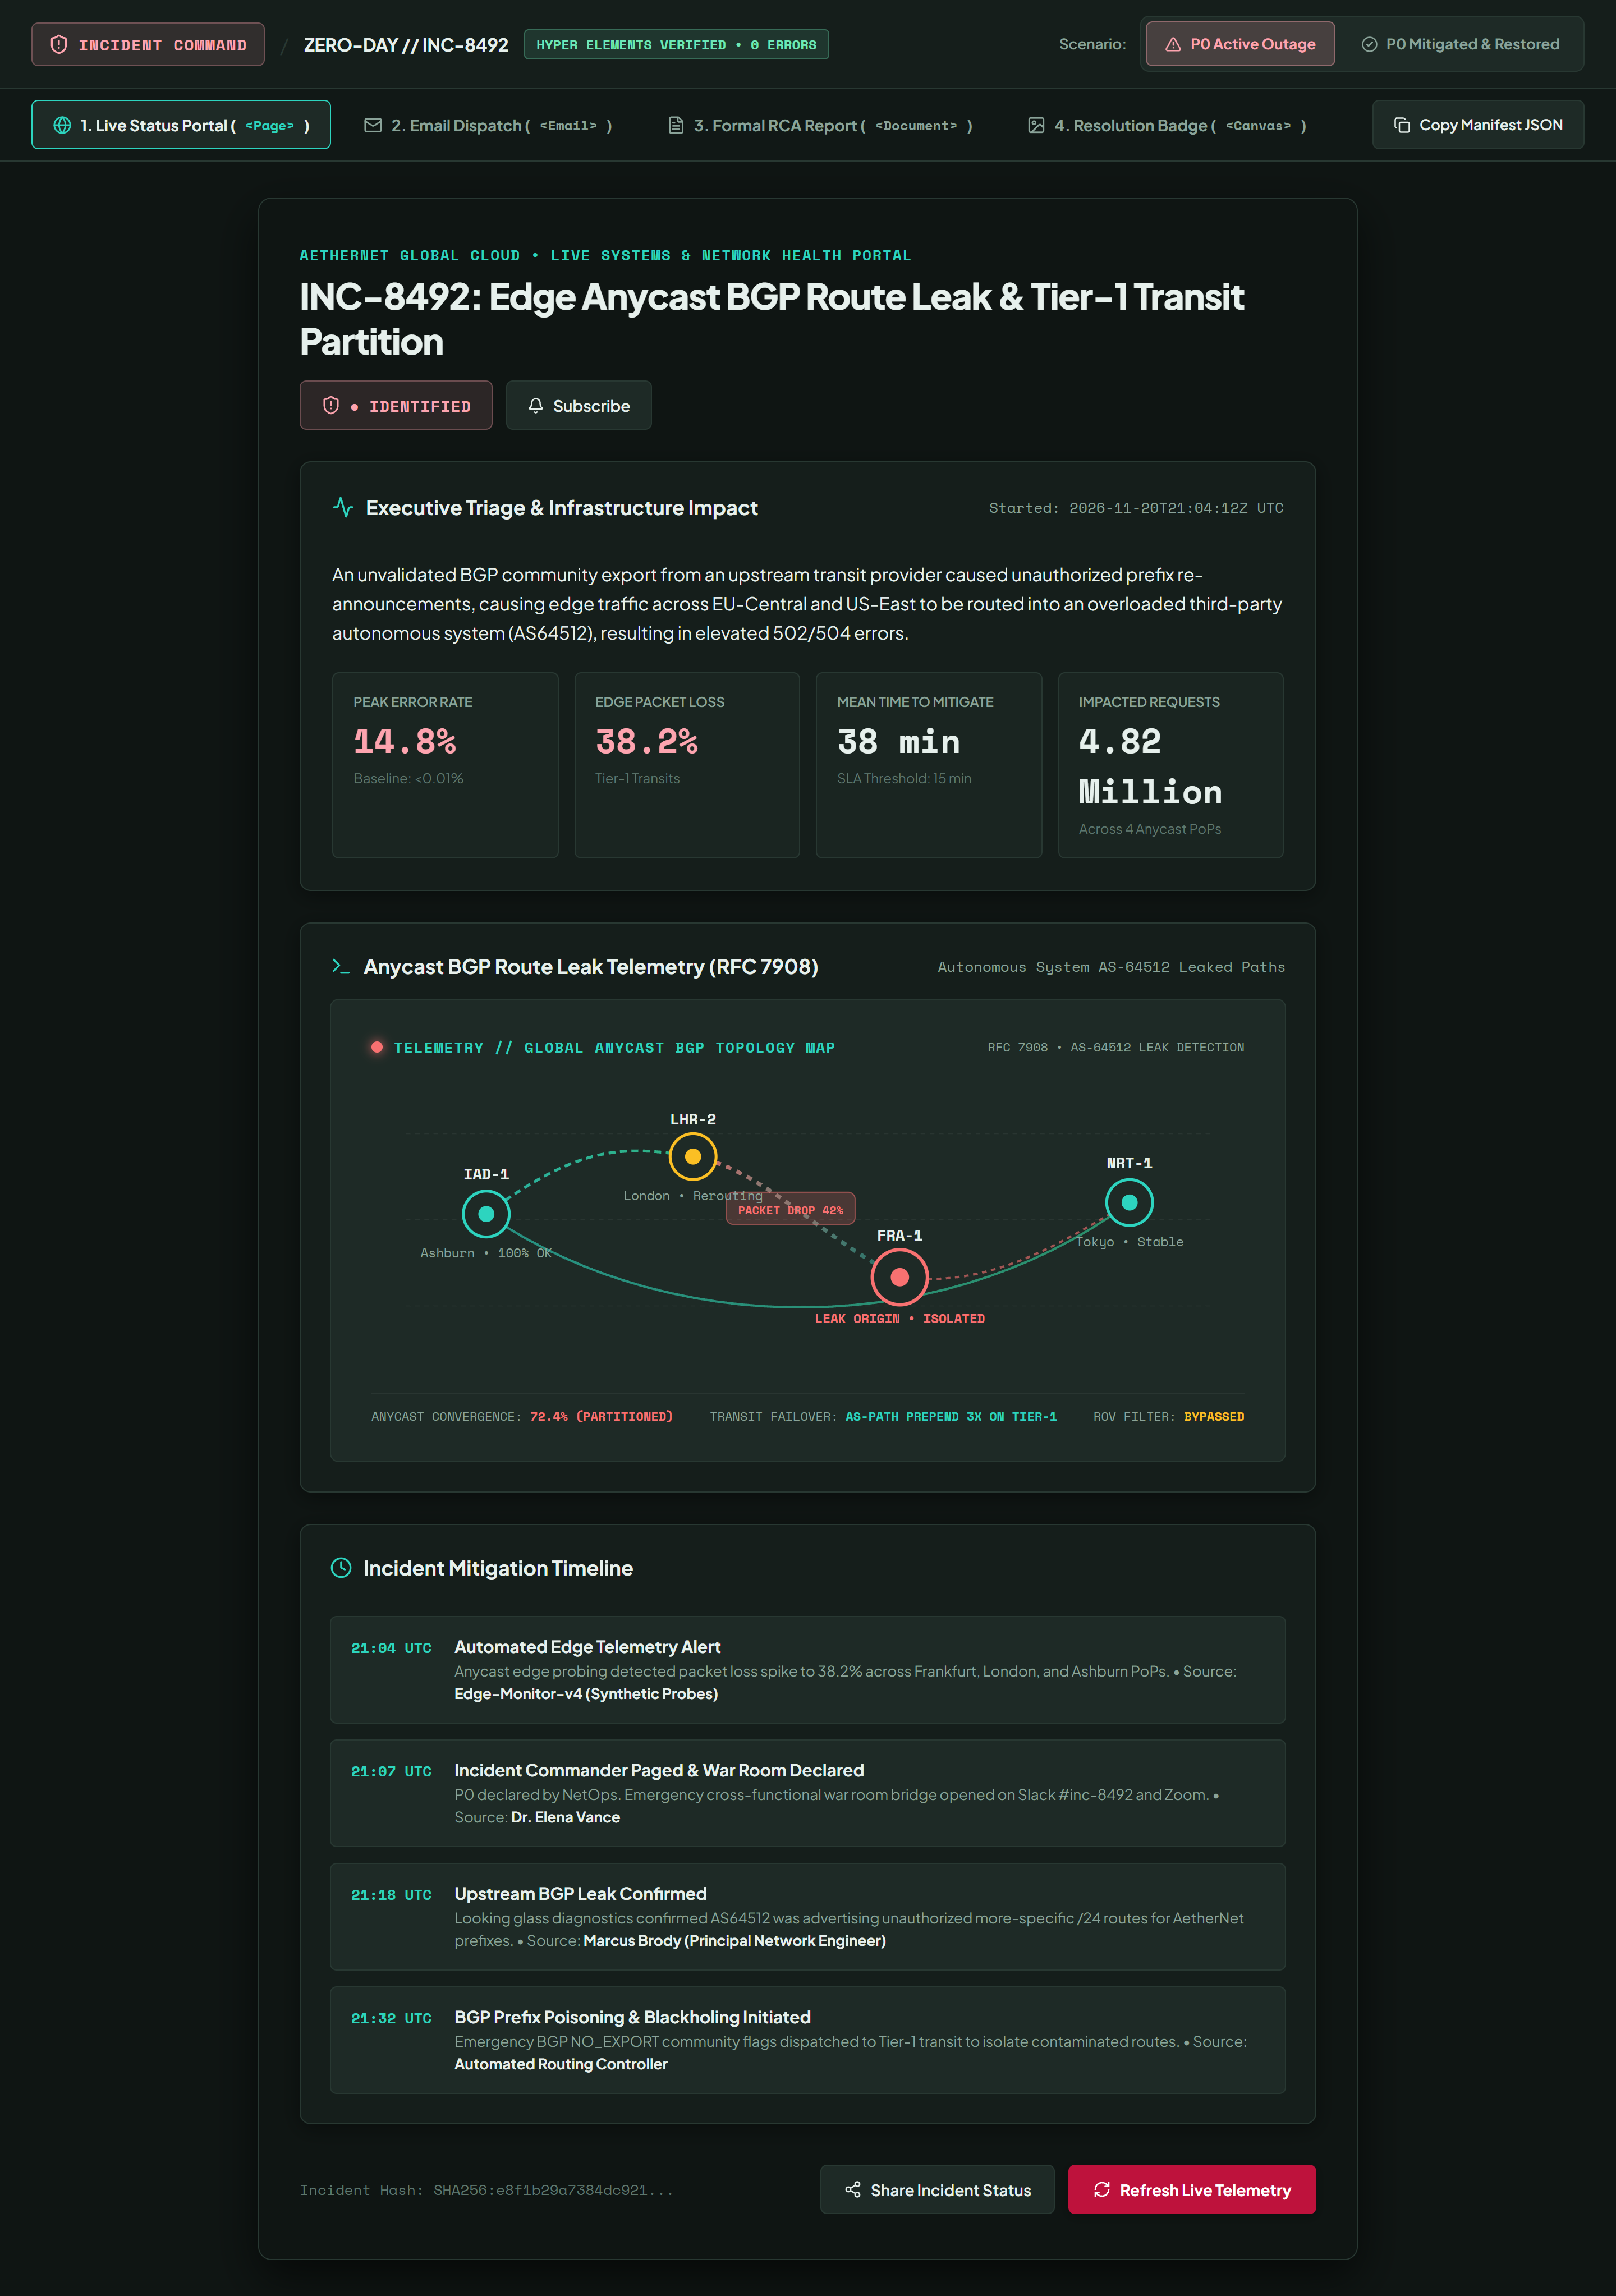 INCIDENT COMMAND
/
ZERO-DAY // INC-8492
HYPER ELEMENTS VERIFIED • 0 ERRORS
Scenario:
P0 Active Outage
P0 Mitigated & Restored
1. Live Status Portal ( <Page> )
2. Email Dispatch ( <Email> )
3. Formal RCA Report ( <Document> )
4. Resolution Badge ( <Canvas> )
Copy Manifest JSON
AETHERNET GLOBAL CLOUD • LIVE SYSTEMS & NETWORK HEALTH PORTAL
INC-8492: Edge Anycast BGP Route Leak & Tier-1 Transit
Partition
• IDENTIFIED
Subscribe
Executive Triage & Infrastructure Impact
Started: 2026-11-20T21:04:12Z UTC
An unvalidated BGP community export from an upstream transit provider caused unauthorized prefix re-
announcements, causing edge traffic across EU-Central and US-East to be routed into an overloaded third-party
autonomous system (AS64512), resulting in elevated 502/504 errors.
PEAK ERROR RATE
14.8%
Baseline: <0.01%
EDGE PACKET LOSS
38.2%
Tier-1 Transits
MEAN TIME TO MITIGATE
38 min
SLA Threshold: 15 min
IMPACTED REQUESTS
4.82
Million
Across 4 Anycast PoPs
Anycast BGP Route Leak Telemetry (RFC 7908)
Autonomous System AS-64512 Leaked Paths
TELEMETRY // GLOBAL ANYCAST BGP TOPOLOGY MAP
RFC 7908 • AS-64512 LEAK DETECTION
LHR-2
London • Rerouting
IAD-1
Ashburn • 100% OK
NRT-1
Tokyo • Stable
PACKET DROP 42%
FRA-1
LEAK ORIGIN • ISOLATED
ANYCAST CONVERGENCE: 72.4% (PARTITIONED)
TRANSIT FAILOVER: AS-PATH PREPEND 3X ON TIER-1
ROV FILTER: BYPASSED
Incident Mitigation Timeline
21:04 UTC
Automated Edge Telemetry Alert
Anycast edge probing detected packet loss spike to 38.2% across Frankfurt, London, and Ashburn PoPs. • Source:
Edge-Monitor-v4 (Synthetic Probes)
21:07 UTC
Incident Commander Paged & War Room Declared
P0 declared by NetOps. Emergency cross-functional war room bridge opened on Slack #inc-8492 and Zoom. •
Source: Dr. Elena Vance
21:18 UTC
Upstream BGP Leak Confirmed
Looking glass diagnostics confirmed AS64512 was advertising unauthorized more-specific /24 routes for AetherNet
prefixes. • Source: Marcus Brody (Principal Network Engineer)
21:32 UTC
BGP Prefix Poisoning & Blackholing Initiated
Emergency BGP NO_EXPORT community flags dispatched to Tier-1 transit to isolate contaminated routes. • Source:
Automated Routing Controller
Incident Hash: SHA256:e8f1b29a7384dc921...
Share Incident Status
Refresh Live Telemetry